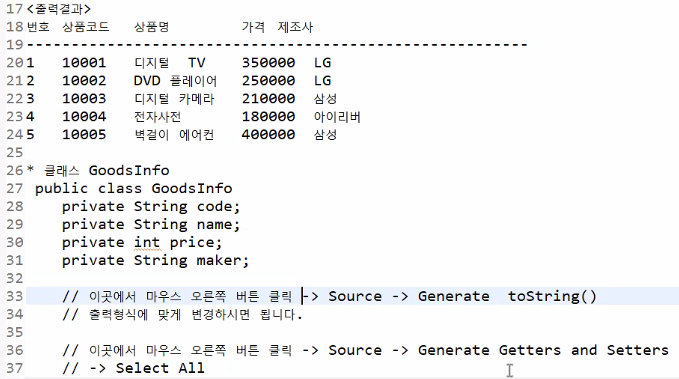 17 <출력결과>
18 번호 상품코드 상품명 가격 제조사
19 --------------------------------------------------------
20 1 10001 디지털 TV 350000 LG
21 2 10002 DVD 플레이어 250000 LG
22 3 10003 디지털 카메라 210000 삼성
23 4 10004 전자사전 180000 아이리버
24 5 10005 벽걸이 에어컨 400000 삼성
25
26 * 클래스 GoodsInfo
27 public class GoodsInfo
28 private String code;
29 private String name;
30 private int price;
31 private String maker;
32
33 // 이곳에서 마우스 오른쪽 버튼 클릭 -> Source -> Generate toString()
34 // 출력형식에 맞게 변경하시면 됩니다.
35
36 // 이곳에서 마우스 오른쪽 버튼 클릭 -> Source -> Generate Getters and Setters
37 // -> Select All